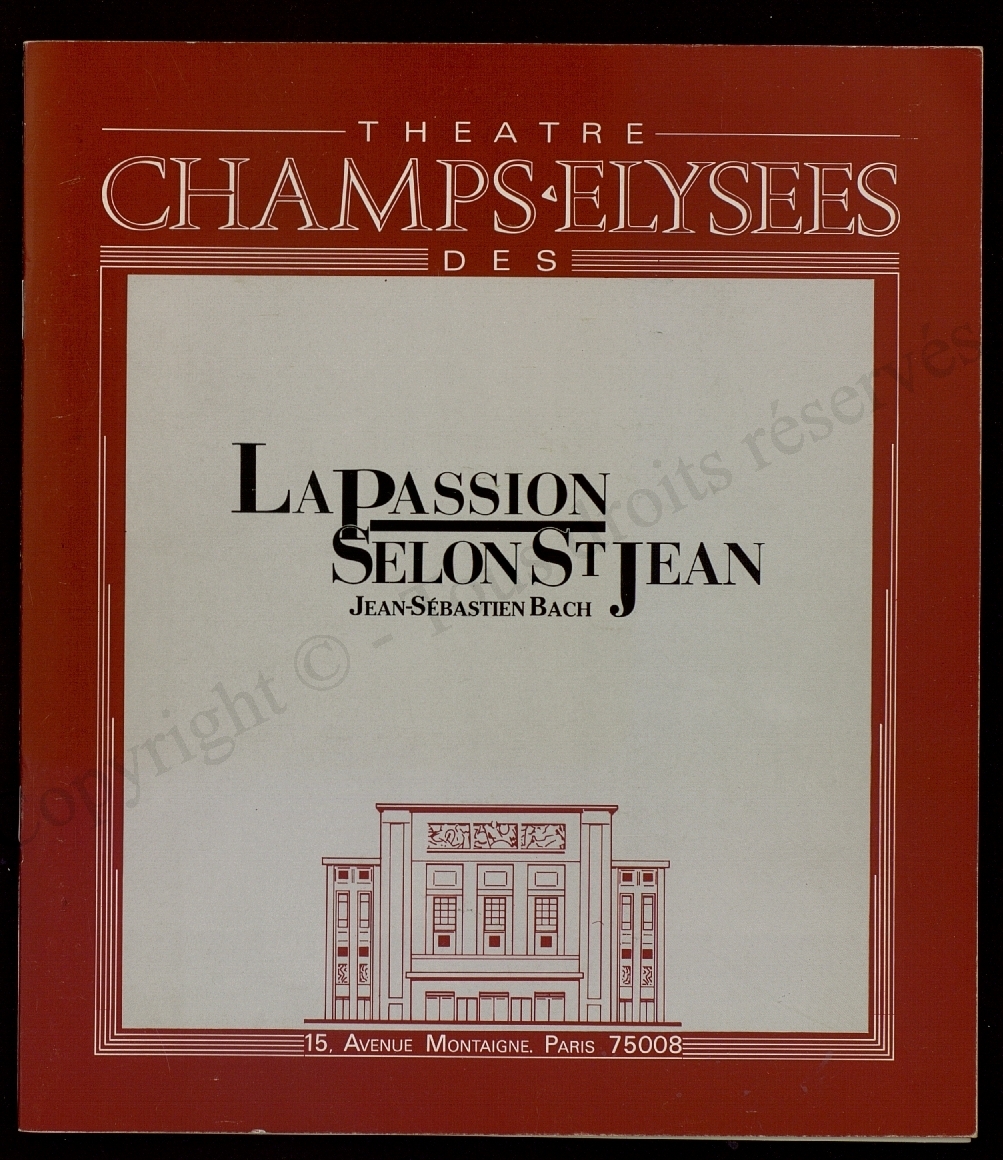 THEATRE
CHAMPS-ELYSEES
DES
LA PASSION
SELON ST JEAN
JEAN-SÉBASTIEN BACH
Copyright © - Tous droits réservés
15, AVENUE MONTAIGNE. PARIS 75008